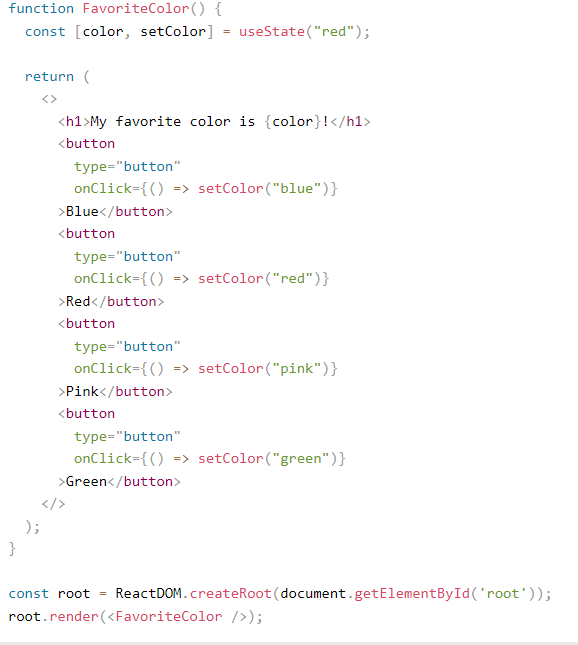 function FavoriteColor() {
  const [color, setColor] = useState("red");
  return (
    <>
      <h1>My favorite color is {color}!</h1>
      <button
        type="button"
        onClick={() => setColor("blue")}
      >Blue</button>
      <button
        type="button"
        onClick={() => setColor("red")}
      >Red</button>
      <button
        type="button"
        onClick={() => setColor("pink")}
      >Pink</button>
      <button
        type="button"
        onClick={() => setColor("green")}
      >Green</button>
    </>
  );
}
const root = ReactDOM.createRoot(document.getElementById('root'));
root.render(<FavoriteColor />);